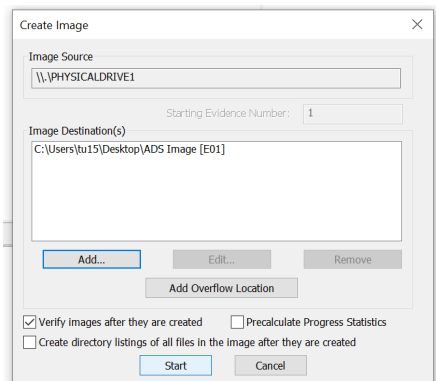 Create Image
Image Source
\\.\PHYSICALDRIVE1
Starting Evidence Number: 1
Image Destination(s)
C:\Users\tu15\Desktop\ADS Image [E01]
Add... Edit... Remove
Add Overflow Location
Verify images after they are created Precalculate Progress Statistics
Create directory listings of all files in the image after they are created
Start Cancel